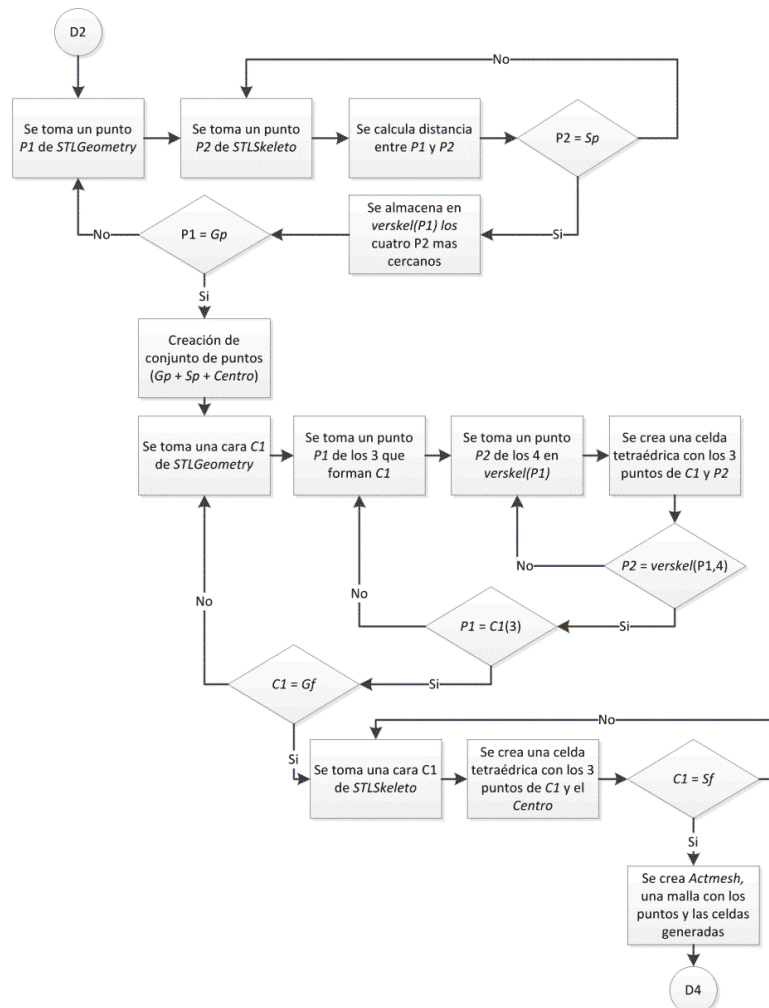 D2
No
Se toma un punto
P1 de STLGeometry
Se toma un punto
P2 de STLSkeleto
Se calcula distancia
entre P1 y P2
P2 = Sp
No
P1 = Gp
Se almacena en
verskel(P1) los
cuatro P2 mas
cercanos
Si
Si
Creación de
conjunto de puntos
(Gp + Sp + Centro)
Se toma una cara C1
de STLGeometry
Se toma un punto
P1 de los 3 que
forman C1
Se toma un punto
P2 de los 4 en
verskel(P1)
Se crea una celda
tetraédrica con los 3
puntos de C1 y P2
No
P2 = verskel(P1,4)
No
No
P1 = C1(3)
Si
C1 = Gf
Si
No
Si
Se toma una cara C1
de STLSkeleto
Se crea una celda
tetraédrica con los 3
puntos de C1 y el
Centro
C1 = Sf
Si
Se crea Actmesh,
una malla con los
puntos y las celdas
generadas
D4